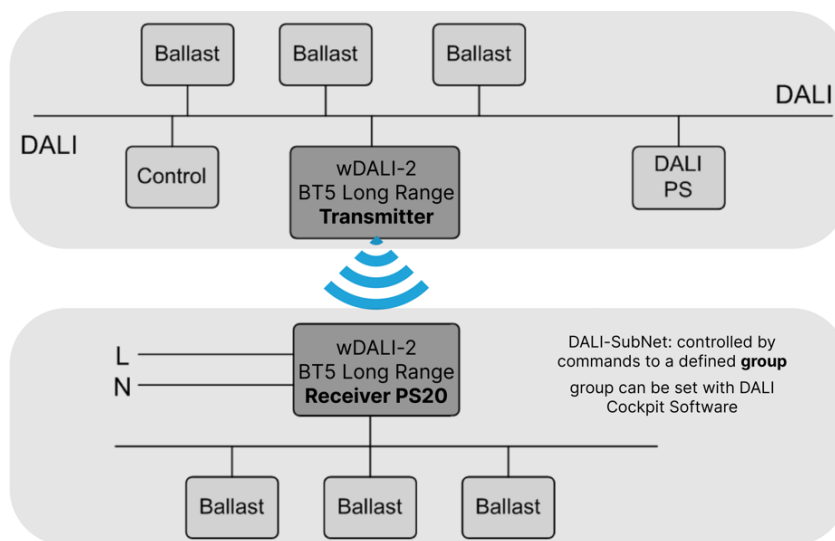 Ballast
Ballast
Ballast
DALI
DALI
Control
wDALI-2
BT5 Long Range
Transmitter
DALI
PS
L
N
wDALI-2
BT5 Long Range
Receiver PS20
DALI-SubNet: controlled by
commands to a defined group
group can be set with DALI
Cockpit Software
Ballast
Ballast
Ballast